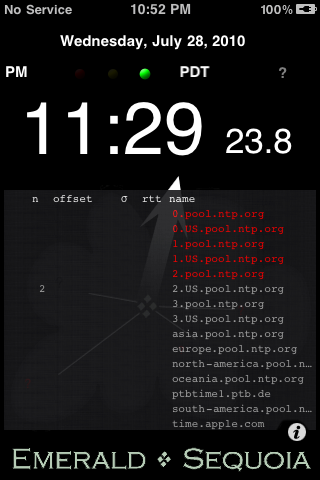 No Service 10:52 PM 100%
Wednesday, July 28, 2010
PM PDT ?
11:29 23.8
n offset σ rtt name
0.pool.ntp.org
0.US.pool.ntp.org
1.pool.ntp.org
1.US.pool.ntp.org
2.pool.ntp.org
2 2.US.pool.ntp.org
3.pool.ntp.org
3.US.pool.ntp.org
asia.pool.ntp.org
europe.pool.ntp.org
north-america.pool.n...
oceania.pool.ntp.org
ptbtime1.ptb.de
south-america.pool.n...
time.apple.com
i
EMERALD SEQUOIA